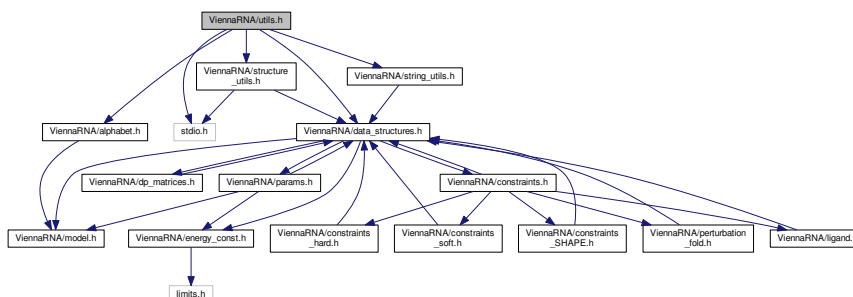 ViennaRNA/utils.h
ViennaRNA/structure
_utils.h
ViennaRNA/string_utils.h
ViennaRNA/alphabet.h
stdio.h
ViennaRNA/data_structures.h
ViennaRNA/dp_matrices.h
ViennaRNA/params.h
ViennaRNA/constraints.h
ViennaRNA/model.h
ViennaRNA/energy_const.h
ViennaRNA/constraints
_hard.h
ViennaRNA/constraints
_soft.h
ViennaRNA/constraints
_SHAPE.h
ViennaRNA/perturbation
_fold.h
ViennaRNA/ligand.
limits.h